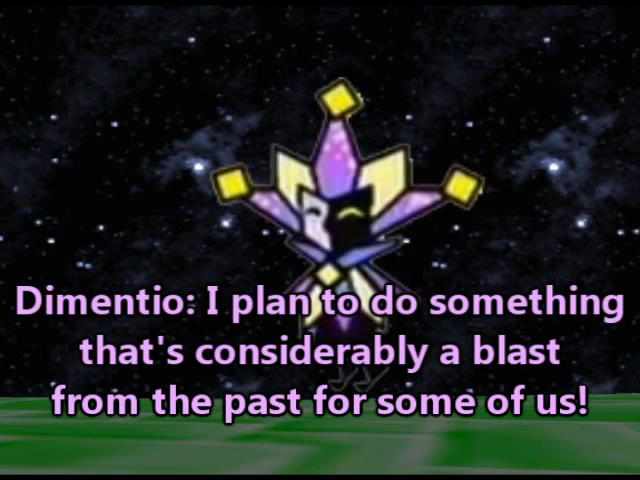 Dimentio: I plan to do something
that's considerably a blast
from the past for some of us!